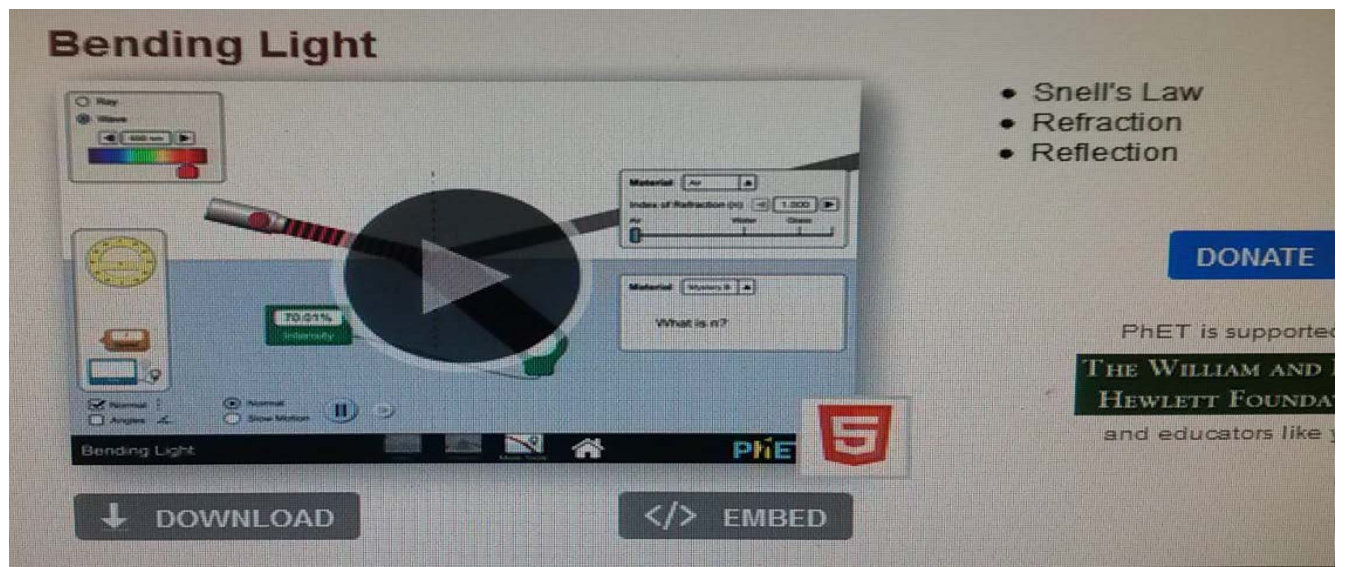 Bending Light
Ray
Wave
Material Air
Index of Refraction (n) 1.000
Air Water Glass
70.01%
Intensity
Material Mystery B
What is n?
Normal
Angles
Normal
Slow Motion
Bending Light
PhET
5
DOWNLOAD
</> EMBED
• Snell's Law
• Refraction
• Reflection
DONATE
PhET is supported
THE WILLIAM AND
HEWLETT FOUNDA
and educators like